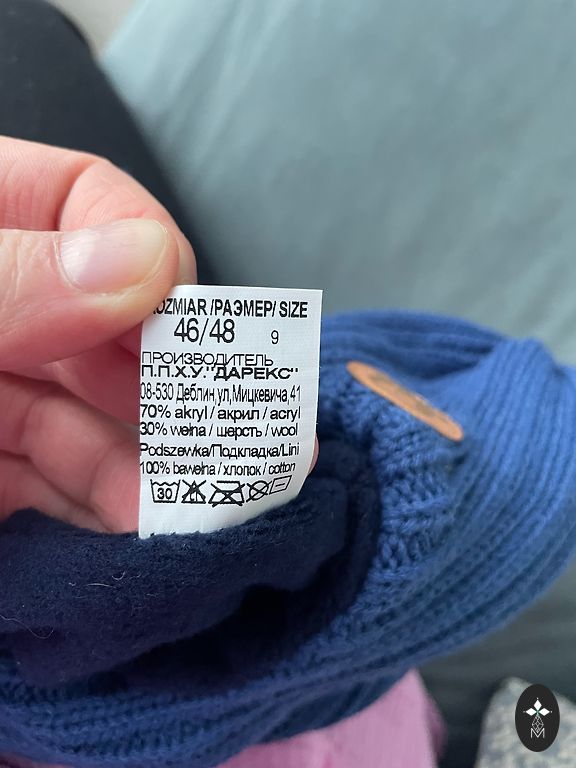 ROZMIAR /РАЗМЕР/ SIZE
46/48 9
ПРОИЗВОДИТЕЛЬ
П.П.Х.У."ДАРЕКС"
08-530 Деблин,ул,Мицкевича,41
70% akryl / акрил / acryl
30% wełna / шерсть / wool
Podszewka/Подкладка/Lini
100% bawełna / хлопок / cotton
30